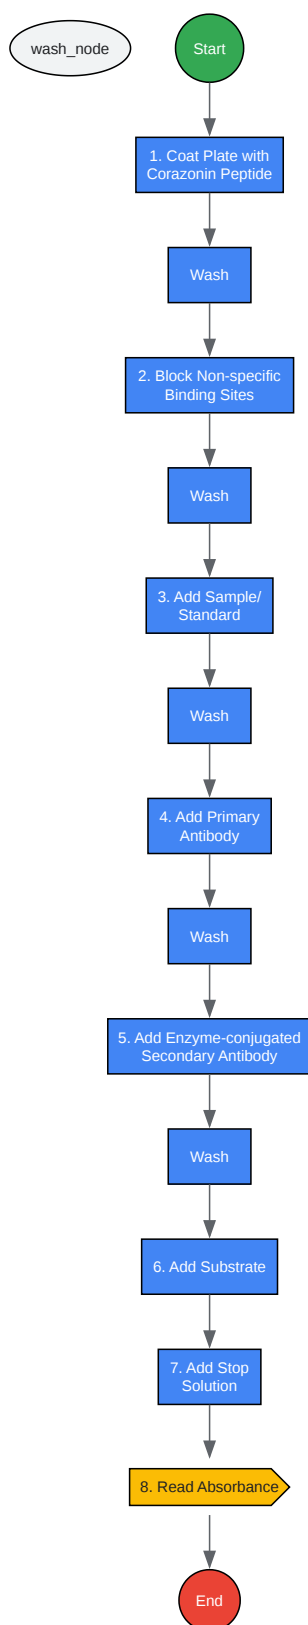 wash_node
Start
1. Coat Plate with
Corazonin Peptide
Wash
2. Block Non-specific
Binding Sites
Wash
3. Add Sample/
Standard
Wash
4. Add Primary
Antibody
Wash
5. Add Enzyme-conjugated
Secondary Antibody
Wash
6. Add Substrate
7. Add Stop
Solution
8. Read Absorbance
End